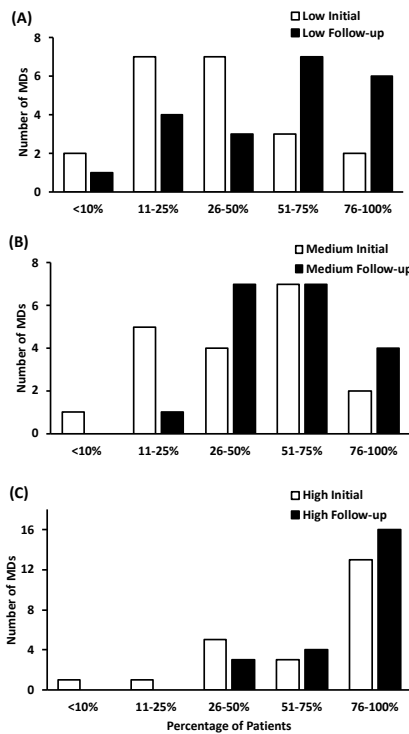 (A)
Low Initial
Low Follow-up
Number of MDs
8
6
4
2
0
<10% 11-25% 26-50% 51-75% 76-100%
(B)
Medium Initial
Medium Follow-up
Number of MDs
8
6
4
2
0
<10% 11-25% 26-50% 51-75% 76-100%
(C)
High Initial
High Follow-up
Number of MDs
16
12
8
4
0
<10% 11-25% 26-50% 51-75% 76-100%
Percentage of Patients